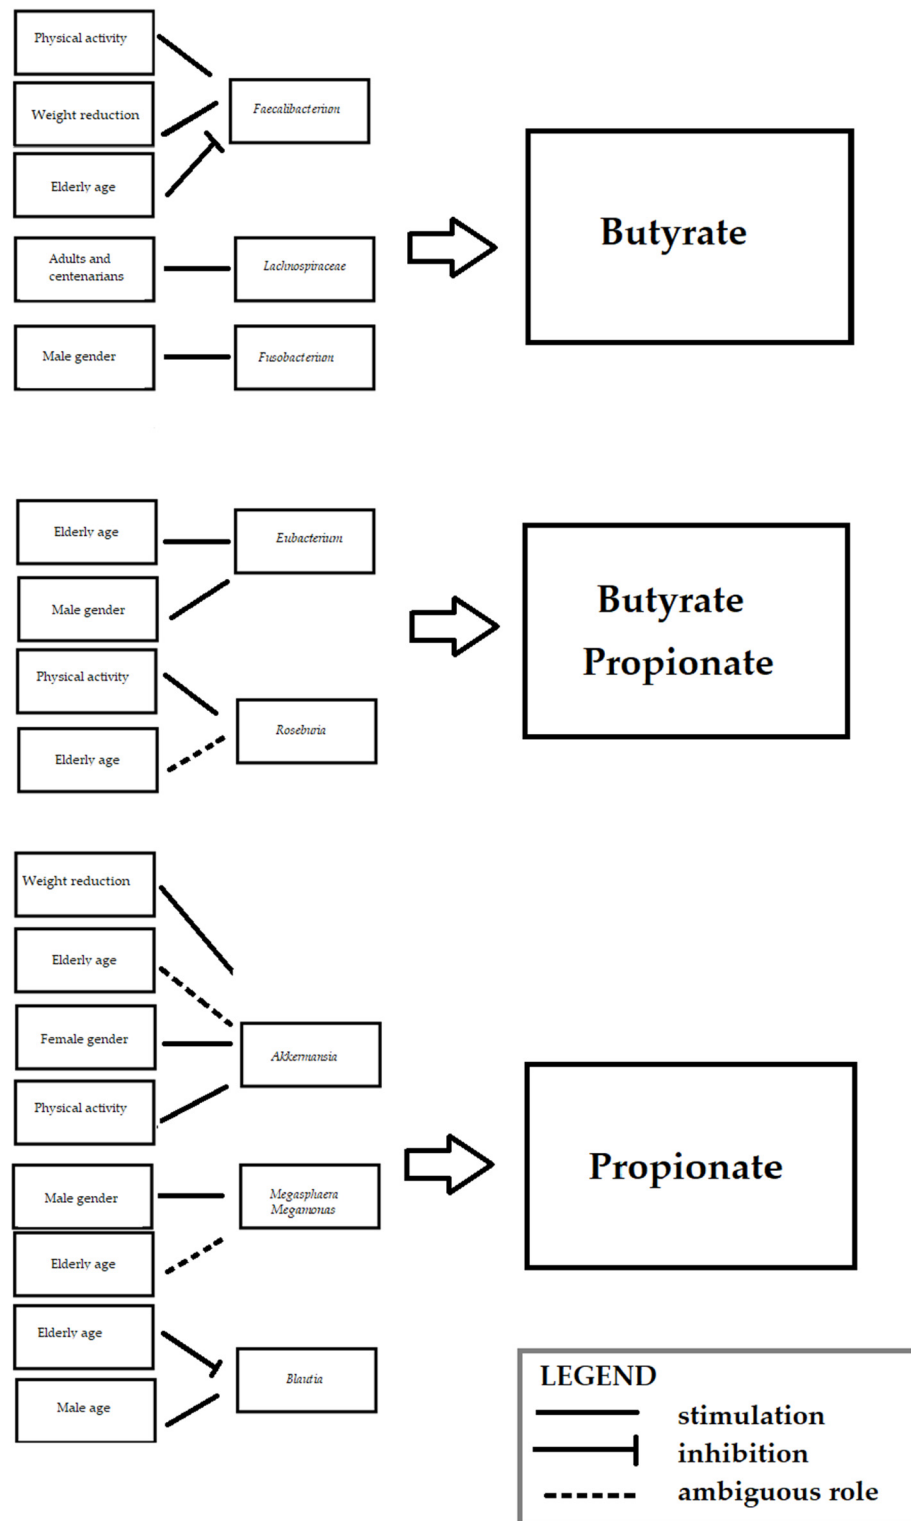 Physical activity
Weight reduction
Elderly age
Faecalibacterium
Adults and
centenarians
Lachnospiraceae
Male gender
Fusobacterium
Butyrate
Elderly age
Male gender
Eubacterium
Physical activity
Elderly age
Roseburia
Butyrate
Propionate
Weight reduction
Elderly age
Female gender
Physical activity
Akkermansia
Male gender
Elderly age
Megasphaera
Megamonas
Elderly age
Male age
Blautia
Propionate
LEGEND
stimulation
inhibition
ambiguous role